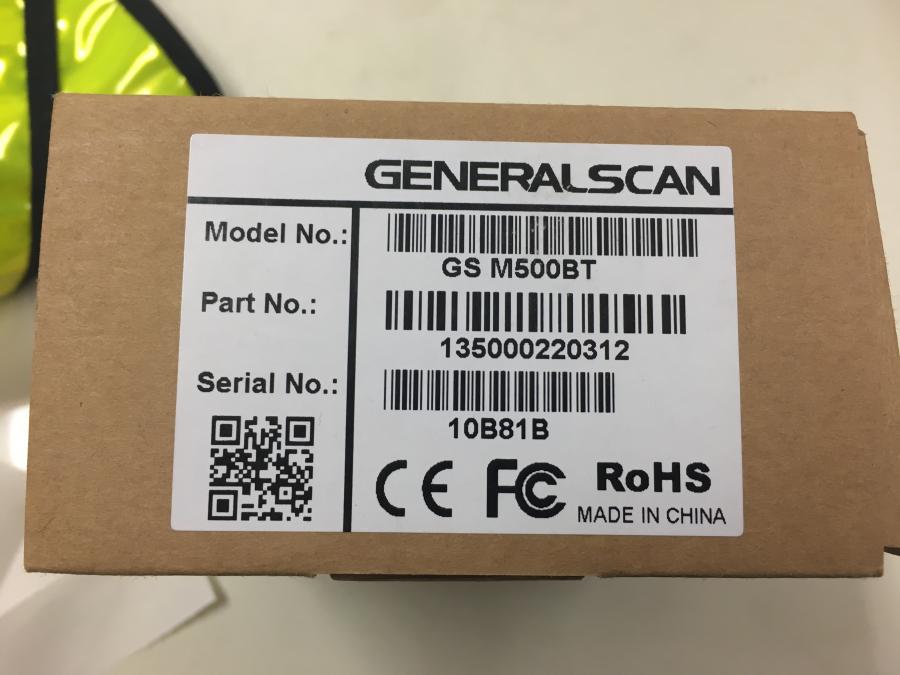 GENERALSCAN
Model No.:
GS M500BT
Part No.:
135000220312
Serial No.:
10B81B
CE FC RoHS
MADE IN CHINA